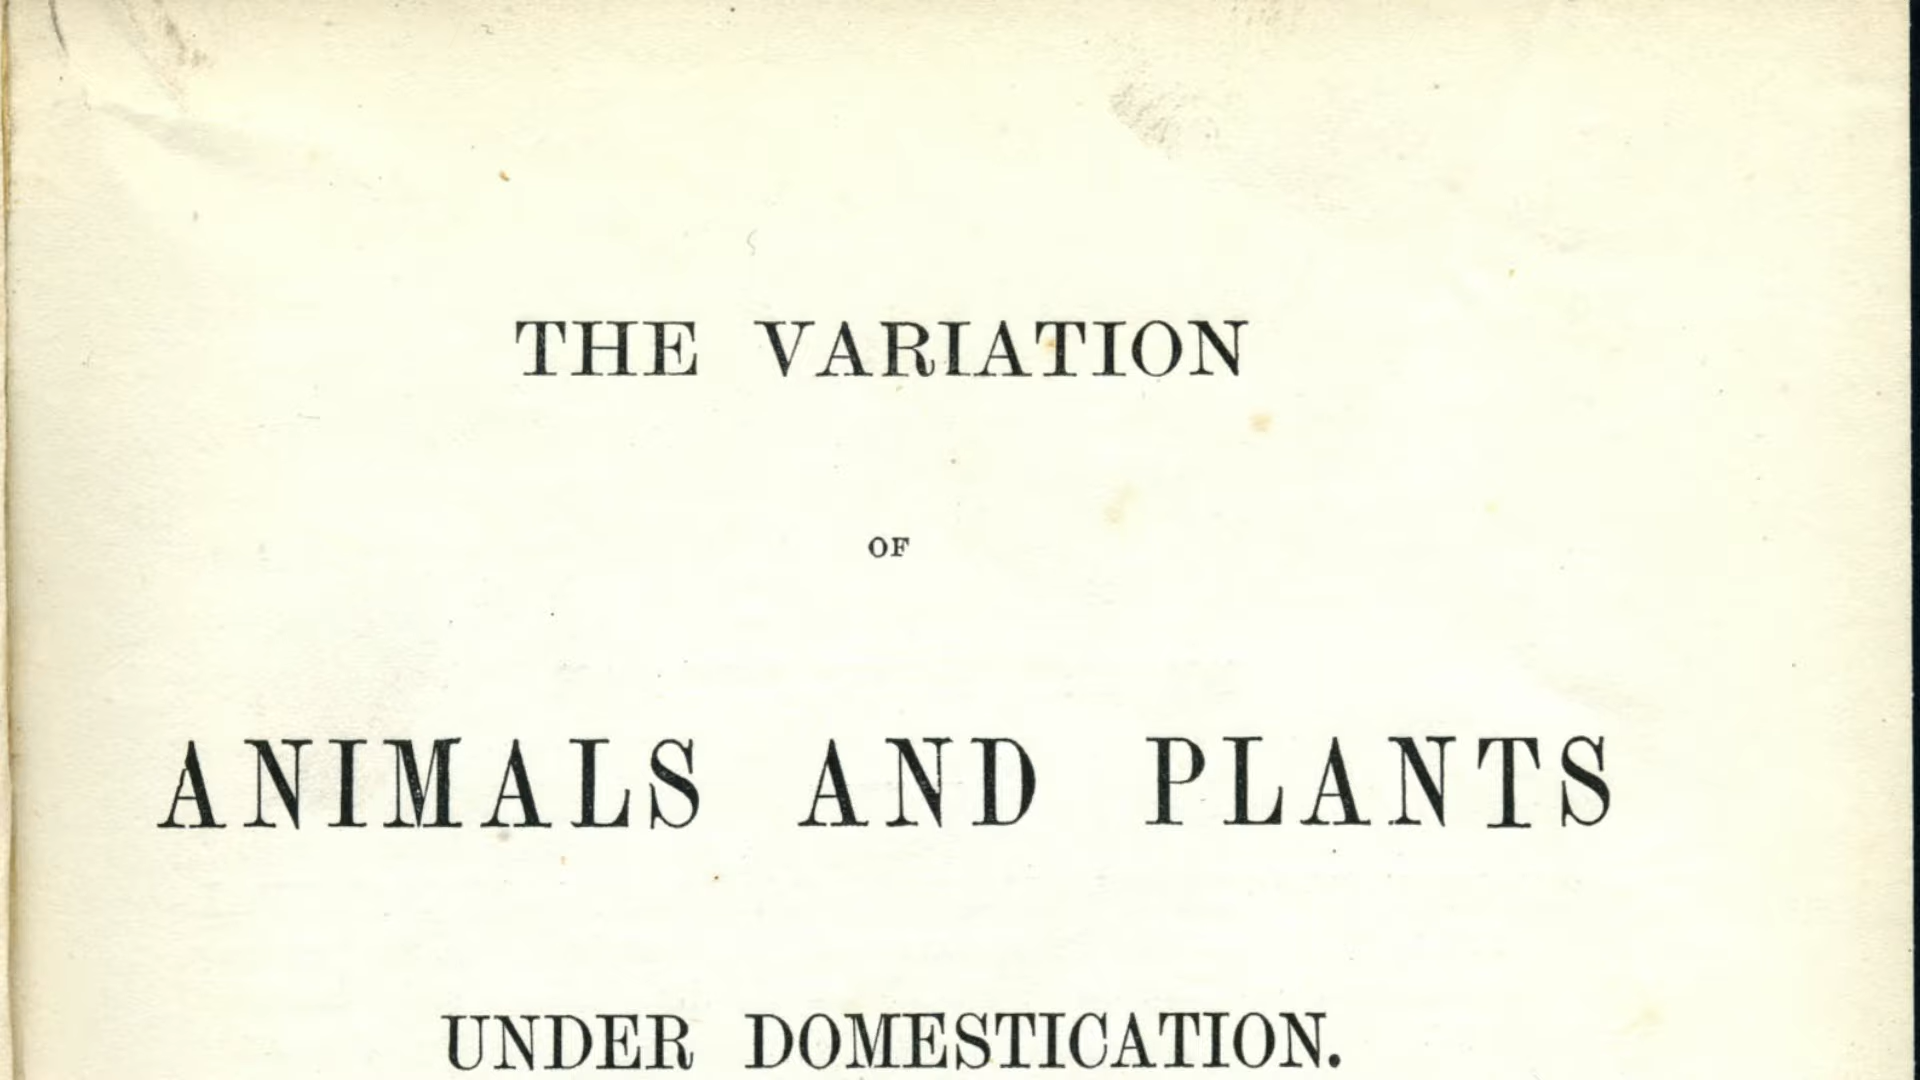 THE VARIATION
OF
ANIMALS AND PLANTS
UNDER DOMESTICATION.